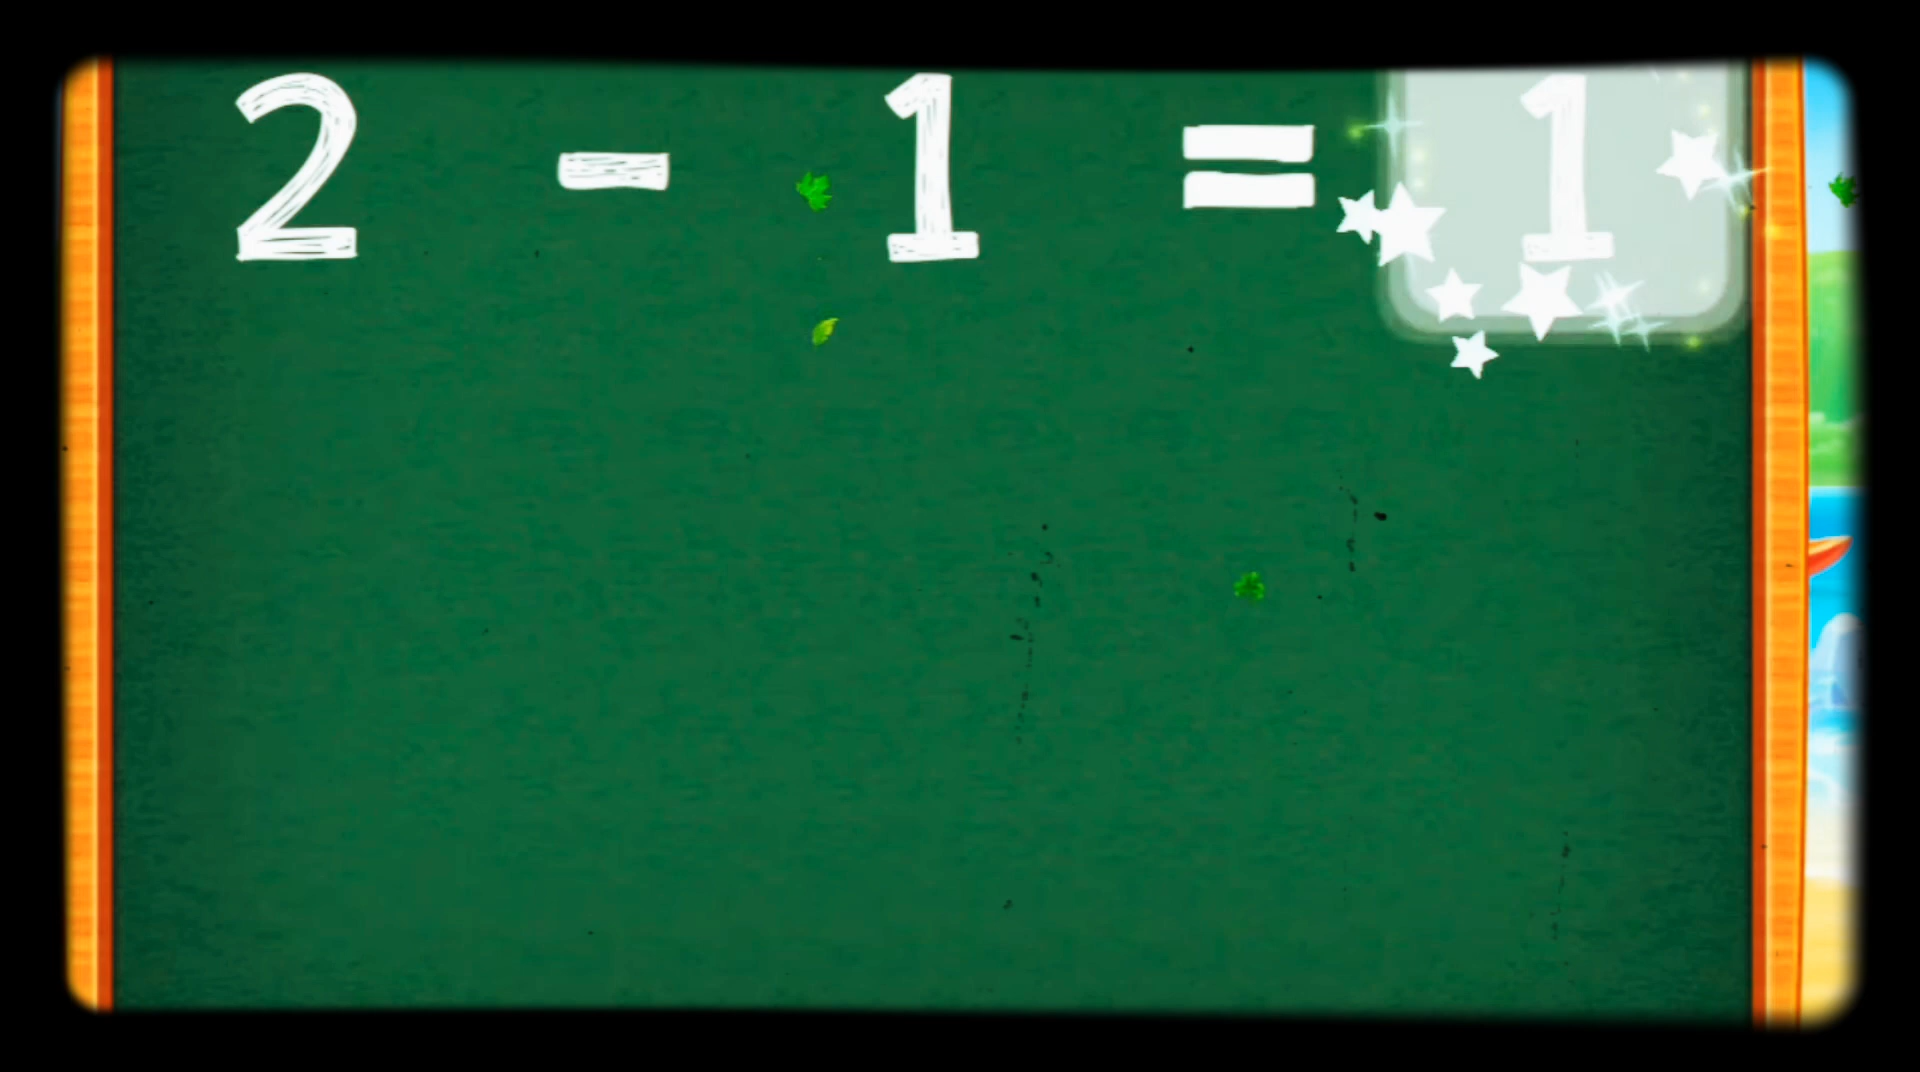 2 - 1 = 1